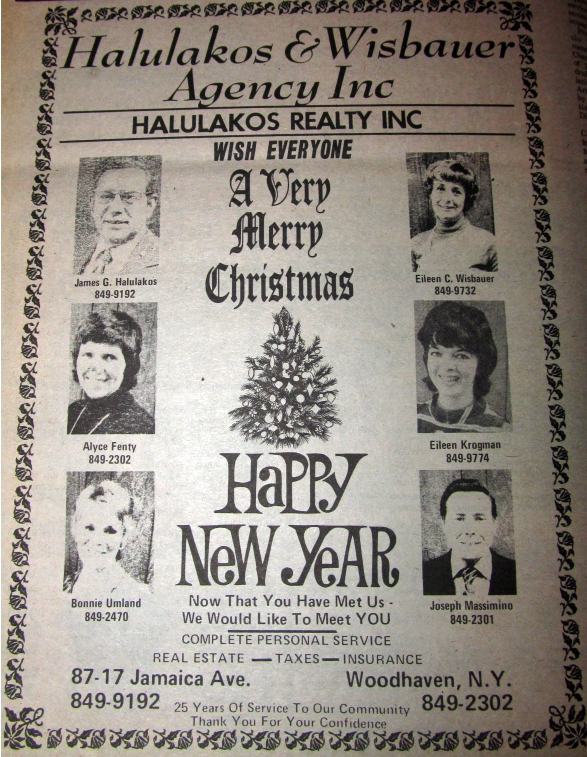 Halulakos & Wisbauer
Agency Inc
HALULAKOS REALTY INC
WISH EVERYONE
A Very
Merry
Christmas
James G. Halulakos
849-9192
Eileen C. Wisbauer
849-9732
Alyce Fenty
849-2302
Eileen Krogman
849-9774
HAPPY
NEW YEAR
Bonnie Umland
849-2470
Joseph Massimino
849-2301
Now That You Have Met Us -
We Would Like To Meet YOU
COMPLETE PERSONAL SERVICE
REAL ESTATE — TAXES — INSURANCE
87-17 Jamaica Ave. Woodhaven, N.Y.
849-9192 25 Years Of Service To Our Community 849-2302
Thank You For Your Confidence